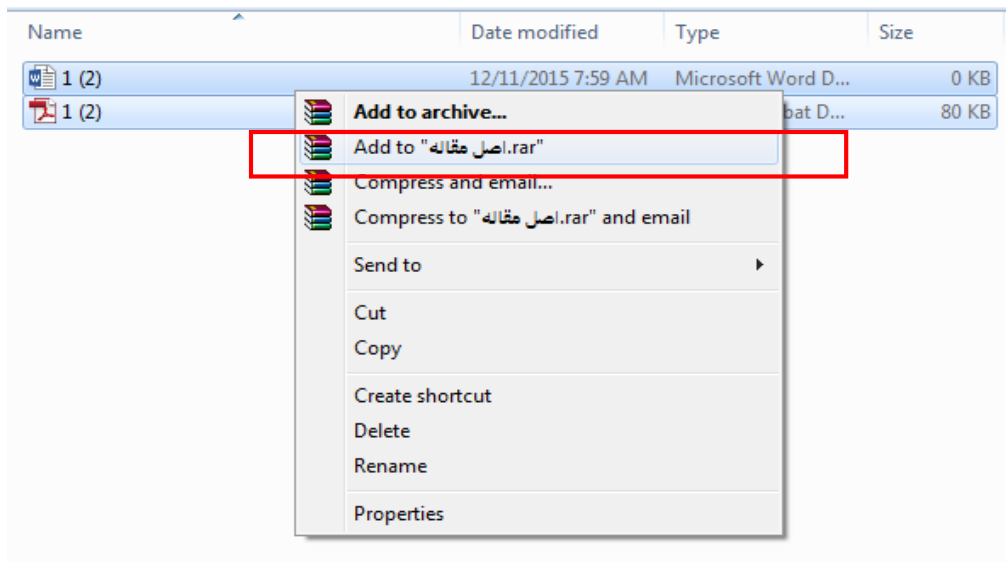 Name Date modified Type Size
1 (2) 12/11/2015 7:59 AM Microsoft Word D... 0 KB
1 (2) bat D... 80 KB
Add to archive...
Add to "اصل مقاله.rar"
Compress and email...
Compress to "اصل مقاله.rar" and email
Send to
Cut
Copy
Create shortcut
Delete
Rename
Properties